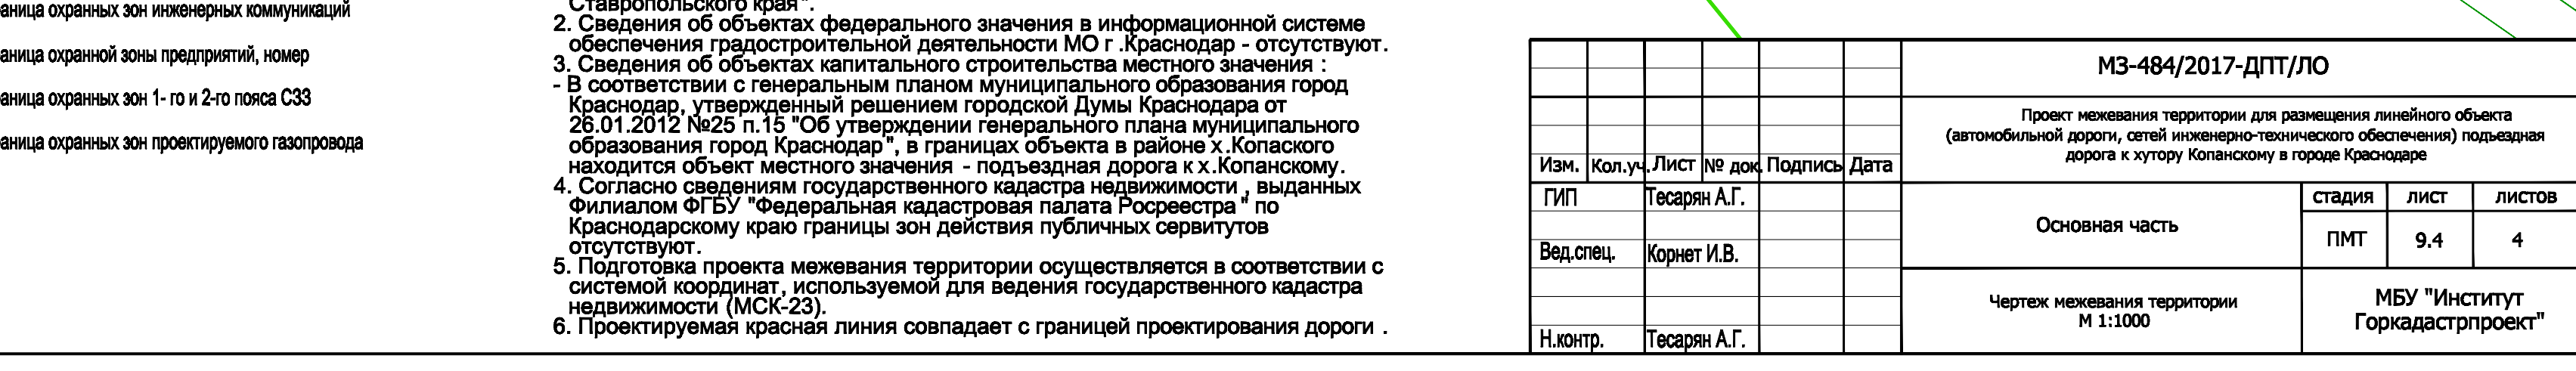 аница охранных зон инженерных коммуникаций
аница охранной зоны предприятий, номер
аница охранных зон 1- го и 2-го пояса СЗЗ
аница охранных зон проектируемого газопровода
Ставропольского края".
2. Сведения об объектах федерального значения в информационной системе
обеспечения градостроительной деятельности МО г .Краснодар - отсутствуют.
3. Сведения об объектах капитального строительства местного значения :
- В соответствии с генеральным планом муниципального образования город
Краснодар, утвержденный решением городской Думы Краснодара от
26.01.2012 №25 п.15 "Об утверждении генерального плана муниципального
образования город Краснодар", в границах объекта в районе х.Копаского
находится объект местного значения - подъездная дорога к х.Копанскому.
4. Согласно сведениям государственного кадастра недвижимости , выданных
Филиалом ФГБУ "Федеральная кадастровая палата Росреестра" по
Краснодарскому краю границы зон действия публичных сервитутов
отсутствуют.
5. Подготовка проекта межевания территории осуществляется в соответствии с
системой координат, используемой для ведения государственного кадастра
недвижимости (МСК-23).
6. Проектируемая красная линия совпадает с границей проектирования дороги .
МЗ-484/2017-ДПТ/ЛО
Проект межевания территории для размещения линейного объекта
(автомобильной дороги, сетей инженерно-технического обеспечения) подъездная
дорога к хутору Копанскому в городе Краснодаре
Изм. Кол.уч. Лист № док. Подпись Дата
ГИП Тесарян А.Г.
Вед.спец. Корнет И.В.
Н.контр. Тесарян А.Г.
Основная часть
стадия лист листов
ПМТ 9.4 4
Чертеж межевания территории
М 1:1000
МБУ "Институт
Горкадастрпроект"